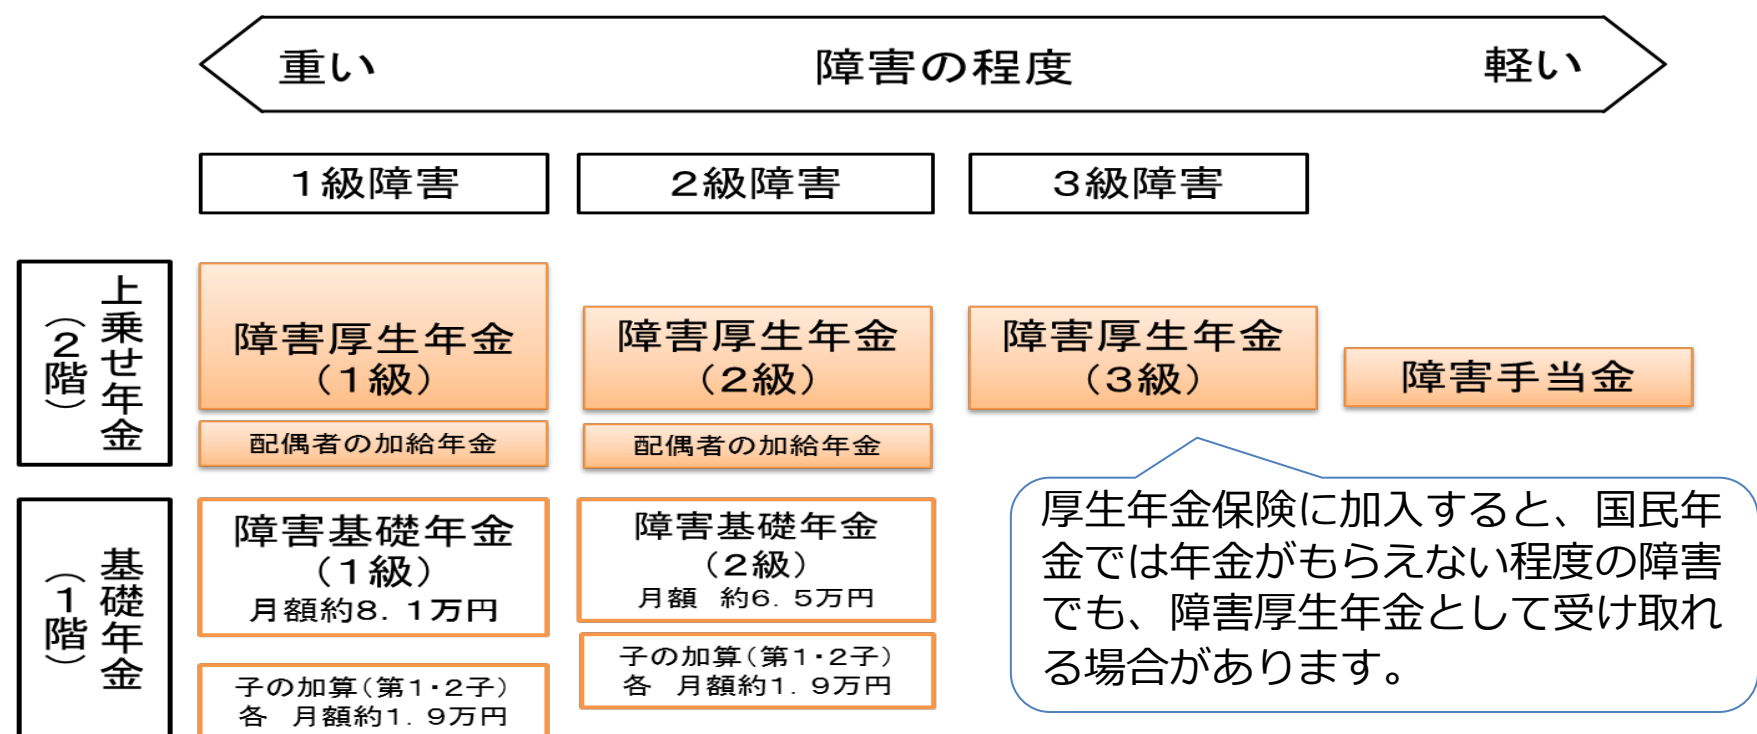 重い 障害の程度 軽い
1級障害 2級障害 3級障害
上乗せ年金
（2階）
障害厚生年金
（1級）
配偶者の加給年金
障害厚生年金
（2級）
配偶者の加給年金
障害厚生年金
（3級）
障害手当金
基礎年金
（1階）
障害基礎年金
（1級）
月額約8．1万円
子の加算（第1・2子）
各　月額約1．9万円
障害基礎年金
（2級）
月額　約6．5万円
子の加算（第1・2子）
各　月額約1．9万円
厚生年金保険に加入すると、国民年
金では年金がもらえない程度の障害
でも、障害厚生年金として受け取れ
る場合があります。